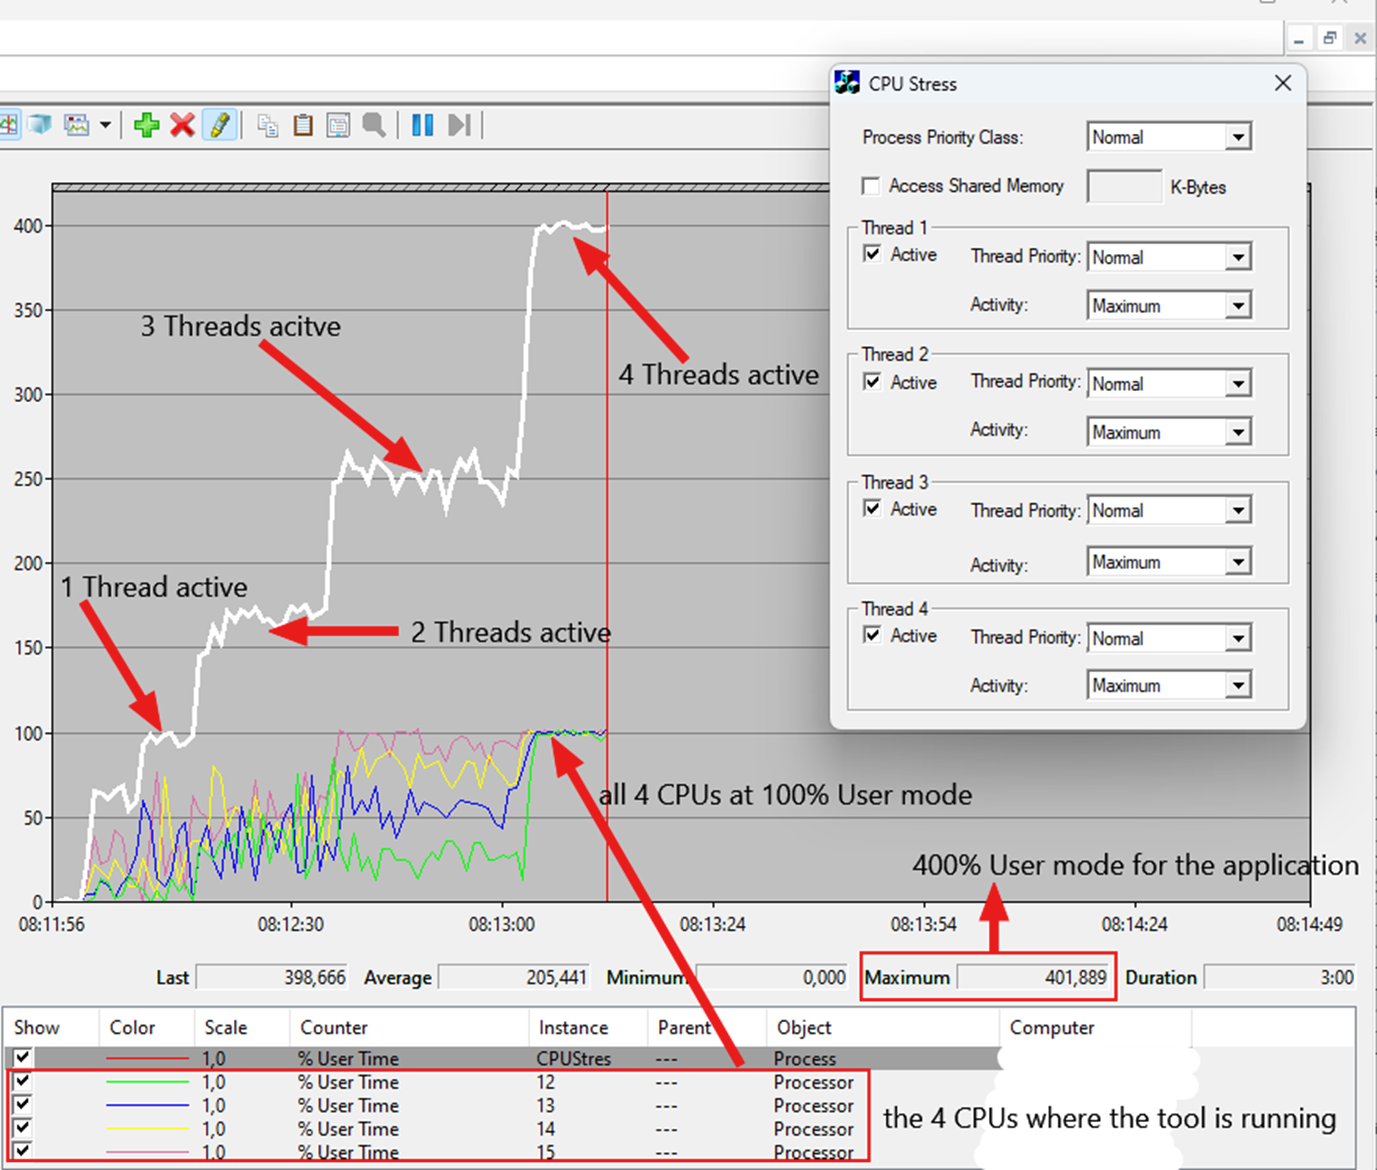 CPU Stress
Process Priority Class: Normal
Access Shared Memory K-Bytes
Thread 1
Active Thread Priority: Normal
Activity: Maximum
Thread 2
Active Thread Priority: Normal
Activity: Maximum
Thread 3
Active Thread Priority: Normal
Activity: Maximum
Thread 4
Active Thread Priority: Normal
Activity: Maximum
400
350
300
250
200
150
100
50
0
3 Threads acitve
4 Threads active
1 Thread active
2 Threads active
all 4 CPUs at 100% User mode
400% User mode for the application
08:11:56 08:12:30 08:13:00 08:13:24 08:13:54 08:14:24 08:14:49
Last 398,666 Average 205,441 Minimum 0,000 Maximum 401,889 Duration 3:00
Show Color Scale Counter Instance Parent Object Computer
1,0 % User Time CPUStres --- Process
1,0 % User Time 12 --- Processor
1,0 % User Time 13 --- Processor
1,0 % User Time 14 --- Processor
1,0 % User Time 15 --- Processor
the 4 CPUs where the tool is running